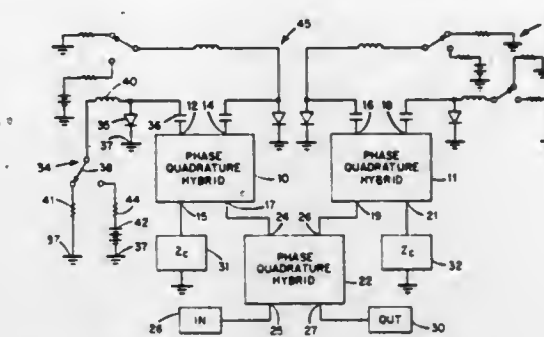 45
40
12
14
16
18
35
36
37
34
38
PHASE
QUADRATURE
HYBRID
10
PHASE
QUADRATURE
HYBRID
11
41
44
42
37
37
15
17
24
26
19
21
Zc
31
PHASE
QUADRATURE
HYBRID
22
Zc
32
IN
25
27
OUT
30